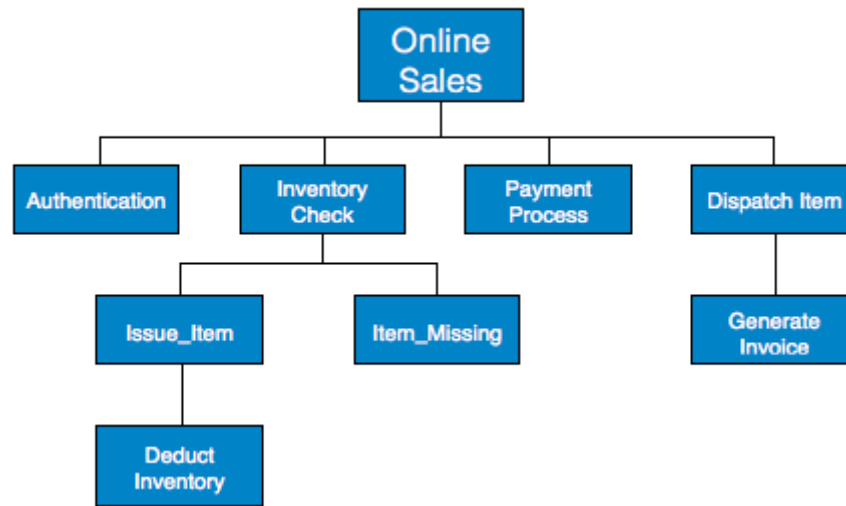 Online
Sales
Authentication
Inventory
Check
Payment
Process
Dispatch Item
Issue_Item
Item_Missing
Generate
Invoice
Deduct
Inventory